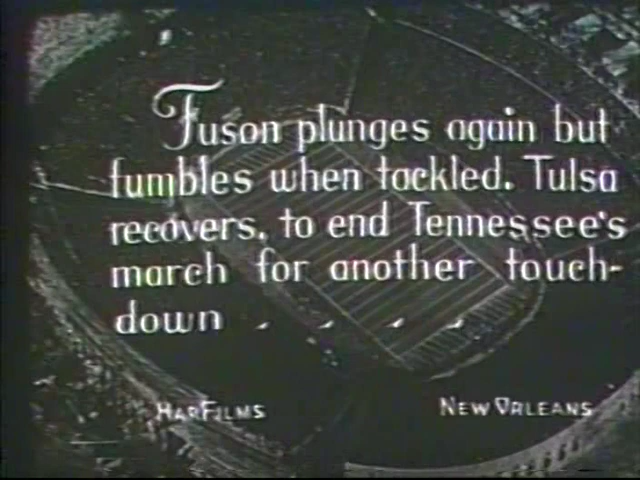 Fuson plunges again but
fumbles when tackled. Tulsa
recovers, to end Tennessee's
march for another touch-
down . . . .
HARFILMS
NEW ORLEANS